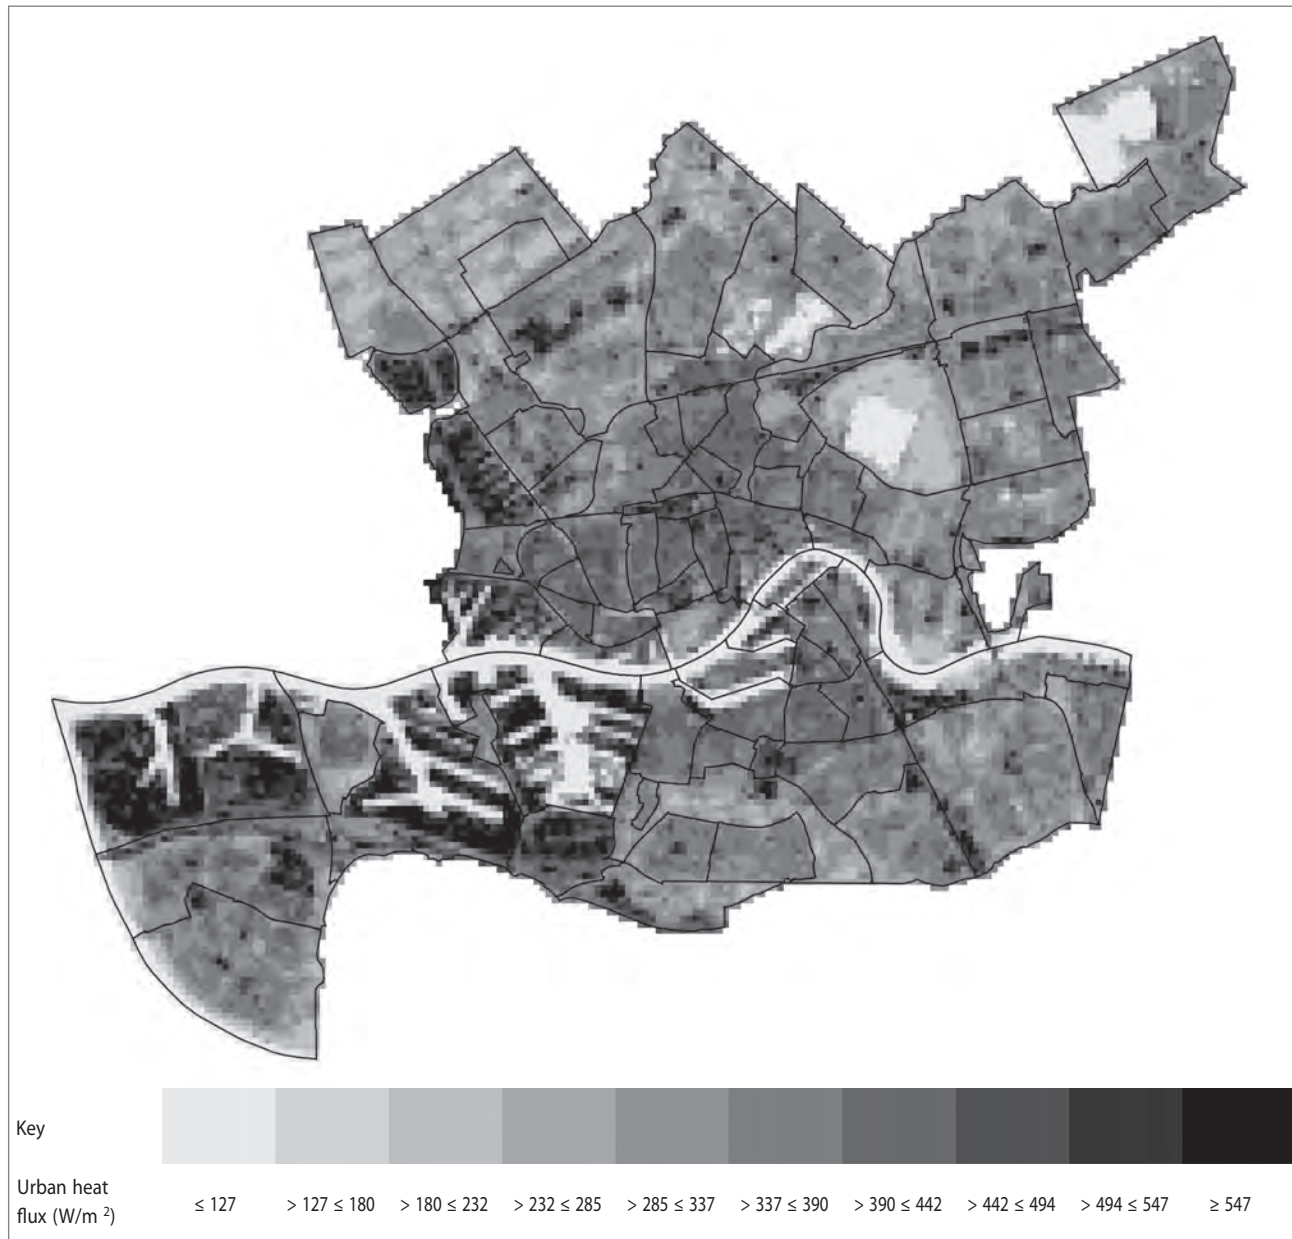 Key
Urban heat
flux (W/m ²)
≤ 127 > 127 ≤ 180 > 180 ≤ 232 > 232 ≤ 285 > 285 ≤ 337 > 337 ≤ 390 > 390 ≤ 442 > 442 ≤ 494 > 494 ≤ 547 ≥ 547